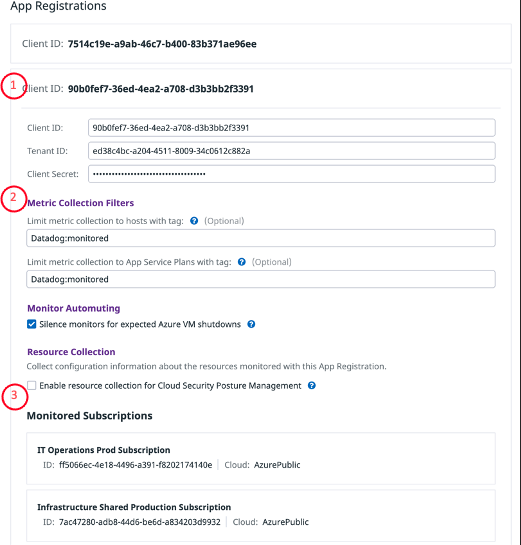 App Registrations
Client ID: 7514c19e-a9ab-46c7-b400-83b371ae96ee
1
Client ID: 90b0fef7-36ed-4ea2-a708-d3b3bb2f3391
Client ID: 90b0fef7-36ed-4ea2-a708-d3b3bb2f3391
Tenant ID: ed38c4bc-a204-4511-8009-34c0612c882a
Client Secret: ••••••••••••••••••••••••••••••••••
2
Metric Collection Filters
Limit metric collection to hosts with tag: ? (Optional)
Datadog:monitored
Limit metric collection to App Service Plans with tag: ? (Optional)
Datadog:monitored
Monitor Automuting
Silence monitors for expected Azure VM shutdowns ?
Resource Collection
Collect configuration information about the resources monitored with this App Registration.
Enable resource collection for Cloud Security Posture Management ?
3
Monitored Subscriptions
IT Operations Prod Subscription
ID: ff5066ec-4e18-4496-a391-f8202174140e Cloud: AzurePublic
Infrastructure Shared Production Subscription
ID: 7ac47280-adb8-44d6-be6d-a834203d9932 Cloud: AzurePublic